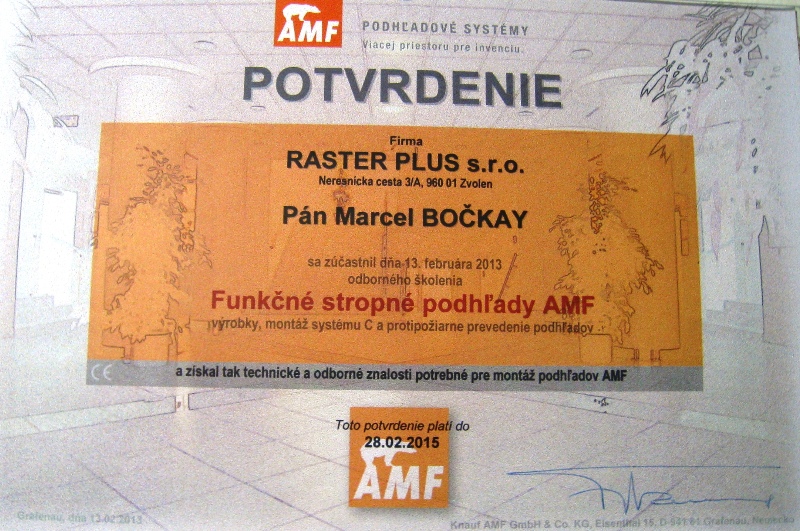 AMF
PODHĽADOVÉ SYSTÉMY
Viacej priestoru pre invenciu.
POTVRDENIE
Firma
RASTER PLUS s.r.o.
Neresnicka cesta 3/A, 960 01 Zvolen
Pán Marcel BOČKAY
sa zúčastnil dňa 13. februára 2013
odborného školenia
Funkčné stropné podhľady AMF
výrobky, montáž systému C a protipožiarne prevedenie podhľadov
CE
a získal tak technické a odborné znalosti potrebné pre montáž podhľadov AMF
Toto potvrdenie platí do
28.02.2015
AMF
Grafenau, dňa 13.02.2013
Knauf AMF GmbH & Co. KG, Elsenthal 15, D-94481 Grafenau, Nemecko